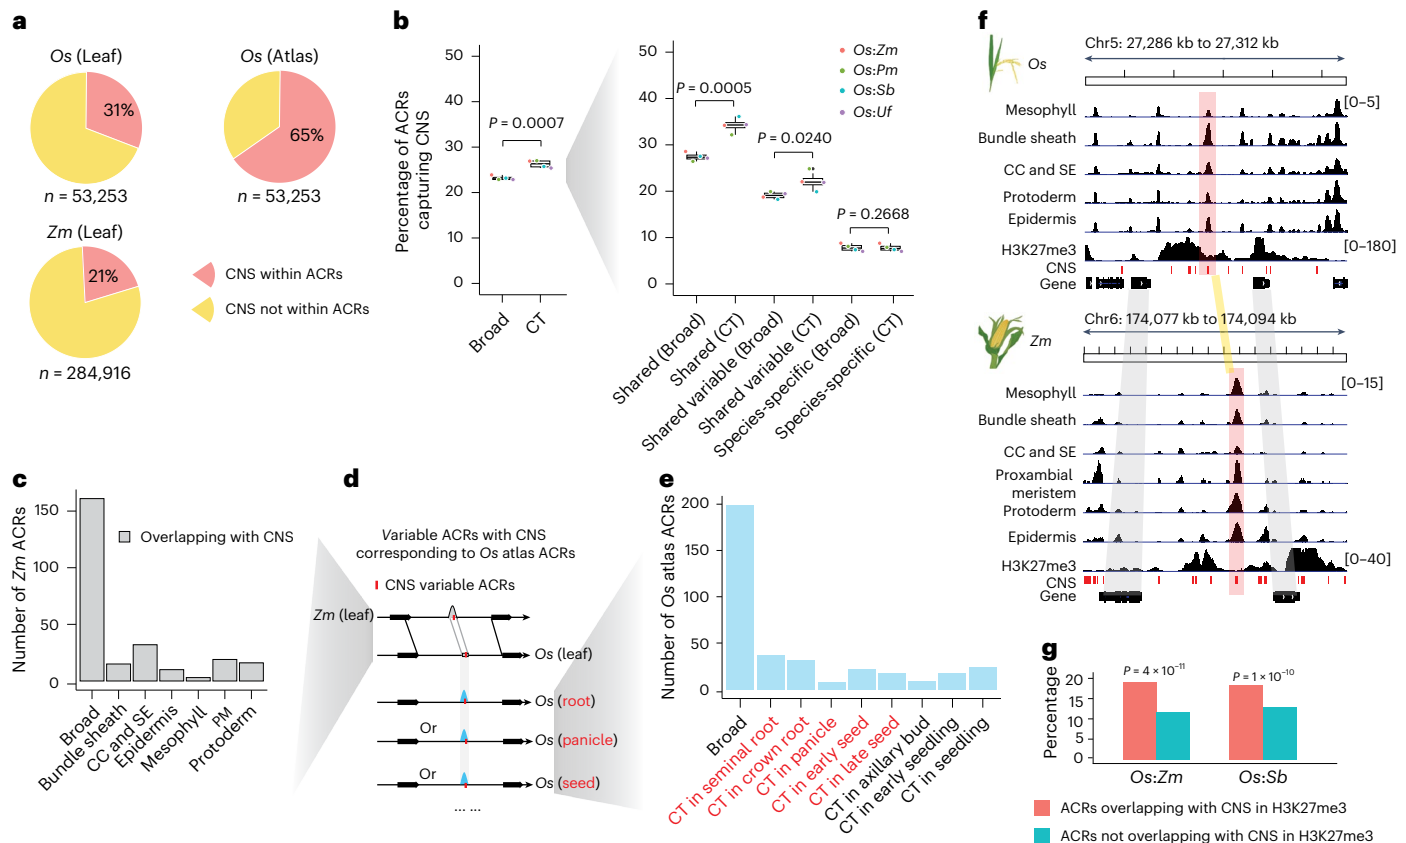 a
Os (Leaf)
31%
n = 53,253
Os (Atlas)
65%
n = 53,253
Zm (Leaf)
21%
n = 284,916
CNS within ACRs
CNS not within ACRs
b
Percentage of ACRs
capturing CNS
50
40
30
20
10
0
P = 0.0007
Broad
CT
50
40
30
20
10
0
Os:Zm
Os:Pm
Os:Sb
Os:Uf
P = 0.0005
P = 0.0240
P = 0.2668
Shared (Broad)
Shared (CT)
Shared variable (Broad)
Shared variable (CT)
Species-specific (Broad)
Species-specific (CT)
c
Number of Zm ACRs
150
100
50
0
Overlapping with CNS
Broad
Bundle sheath
CC and SE
Epidermis
Mesophyll
PM
Protoderm
d
Variable ACRs with CNS
corresponding to Os atlas ACRs
CNS variable ACRs
Zm (leaf)
Os (leaf)
Os (root)
Or
Os (panicle)
Or
Os (seed)
... ...
e
Number of Os atlas ACRs
200
150
100
50
0
Broad
CT in seminal root
CT in crown root
CT in panicle
CT in early seed
CT in late seed
CT in axillary bud
CT in early seedling
CT in seedling
f
Os
Chr5: 27,286 kb to 27,312 kb
Mesophyll
[0–5]
Bundle sheath
CC and SE
Protoderm
Epidermis
H3K27me3
[0–180]
CNS
Gene
Zm
Chr6: 174,077 kb to 174,094 kb
Mesophyll
[0–15]
Bundle sheath
CC and SE
Proxambial
meristem
Protoderm
Epidermis
H3K27me3
[0–40]
CNS
Gene
g
Percentage
20
15
10
5
0
P = 4 × 10⁻¹¹
P = 1 × 10⁻¹⁰
Os:Zm
Os:Sb
ACRs overlapping with CNS in H3K27me3
ACRs not overlapping with CNS in H3K27me3